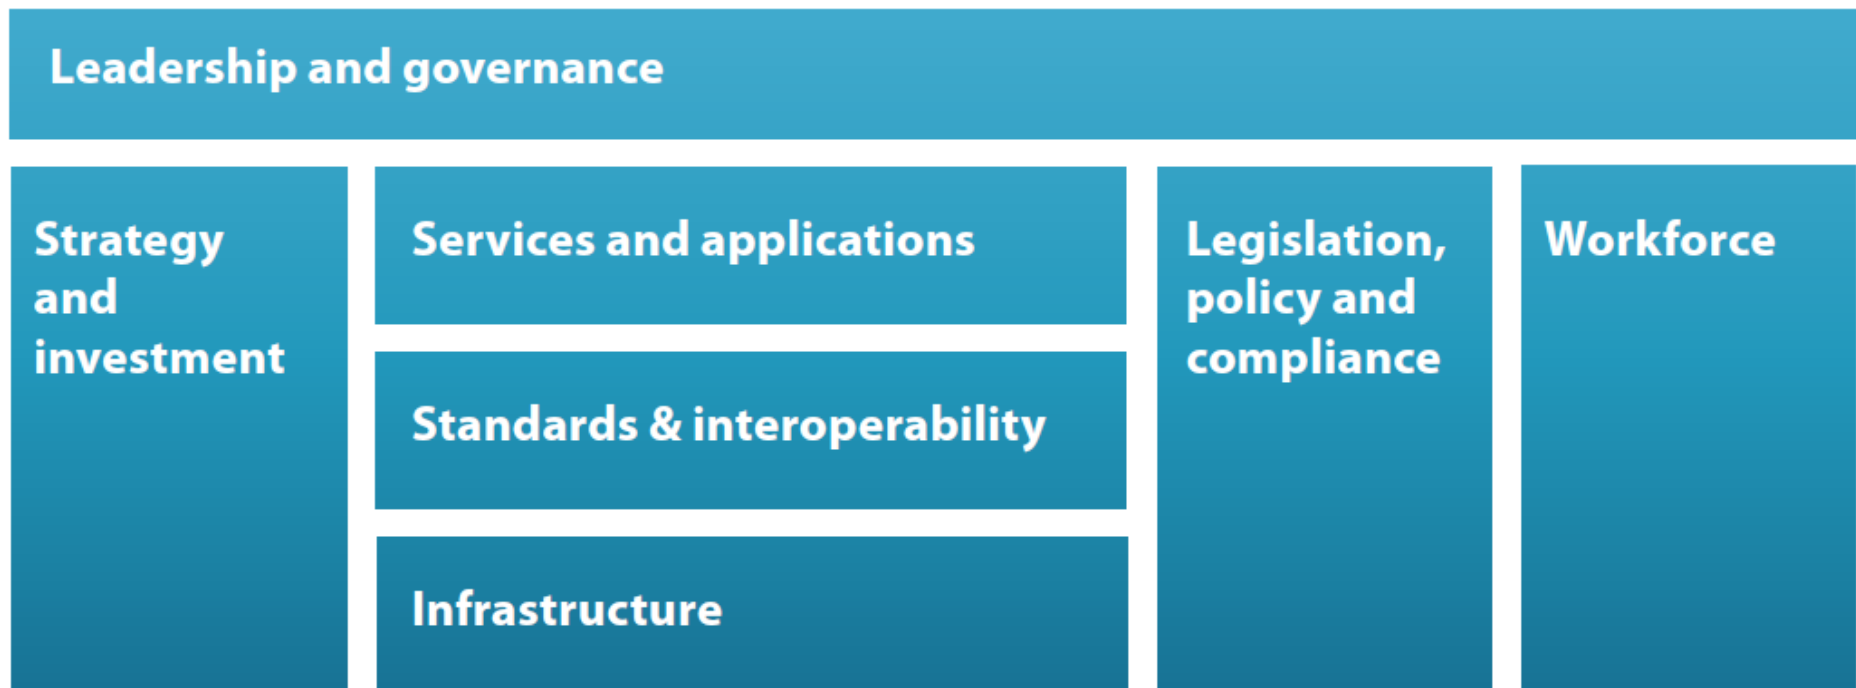 Leadership and governance
Strategy
and
investment
Services and applications
Standards & interoperability
Infrastructure
Legislation,
policy and
compliance
Workforce